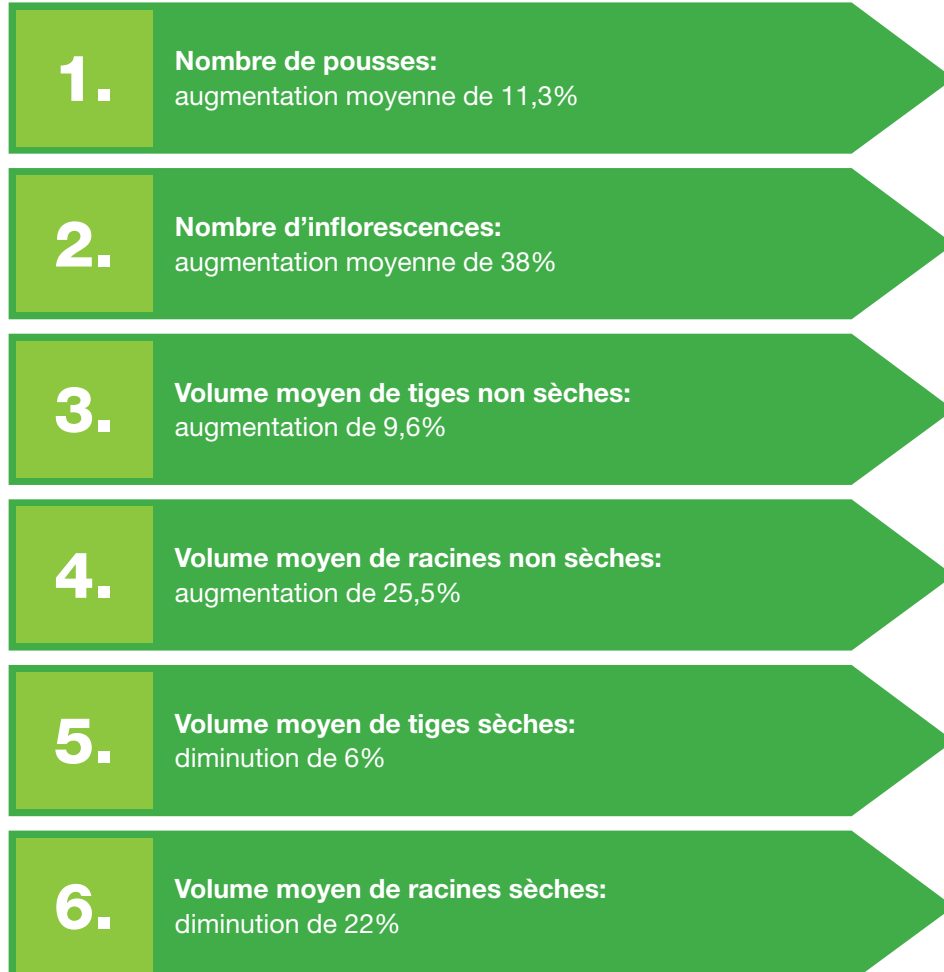 1.
Nombre de pousses:
augmentation moyenne de 11,3%
2.
Nombre d’inflorescences:
augmentation moyenne de 38%
3.
Volume moyen de tiges non sèches:
augmentation de 9,6%
4.
Volume moyen de racines non sèches:
augmentation de 25,5%
5.
Volume moyen de tiges sèches:
diminution de 6%
6.
Volume moyen de racines sèches:
diminution de 22%